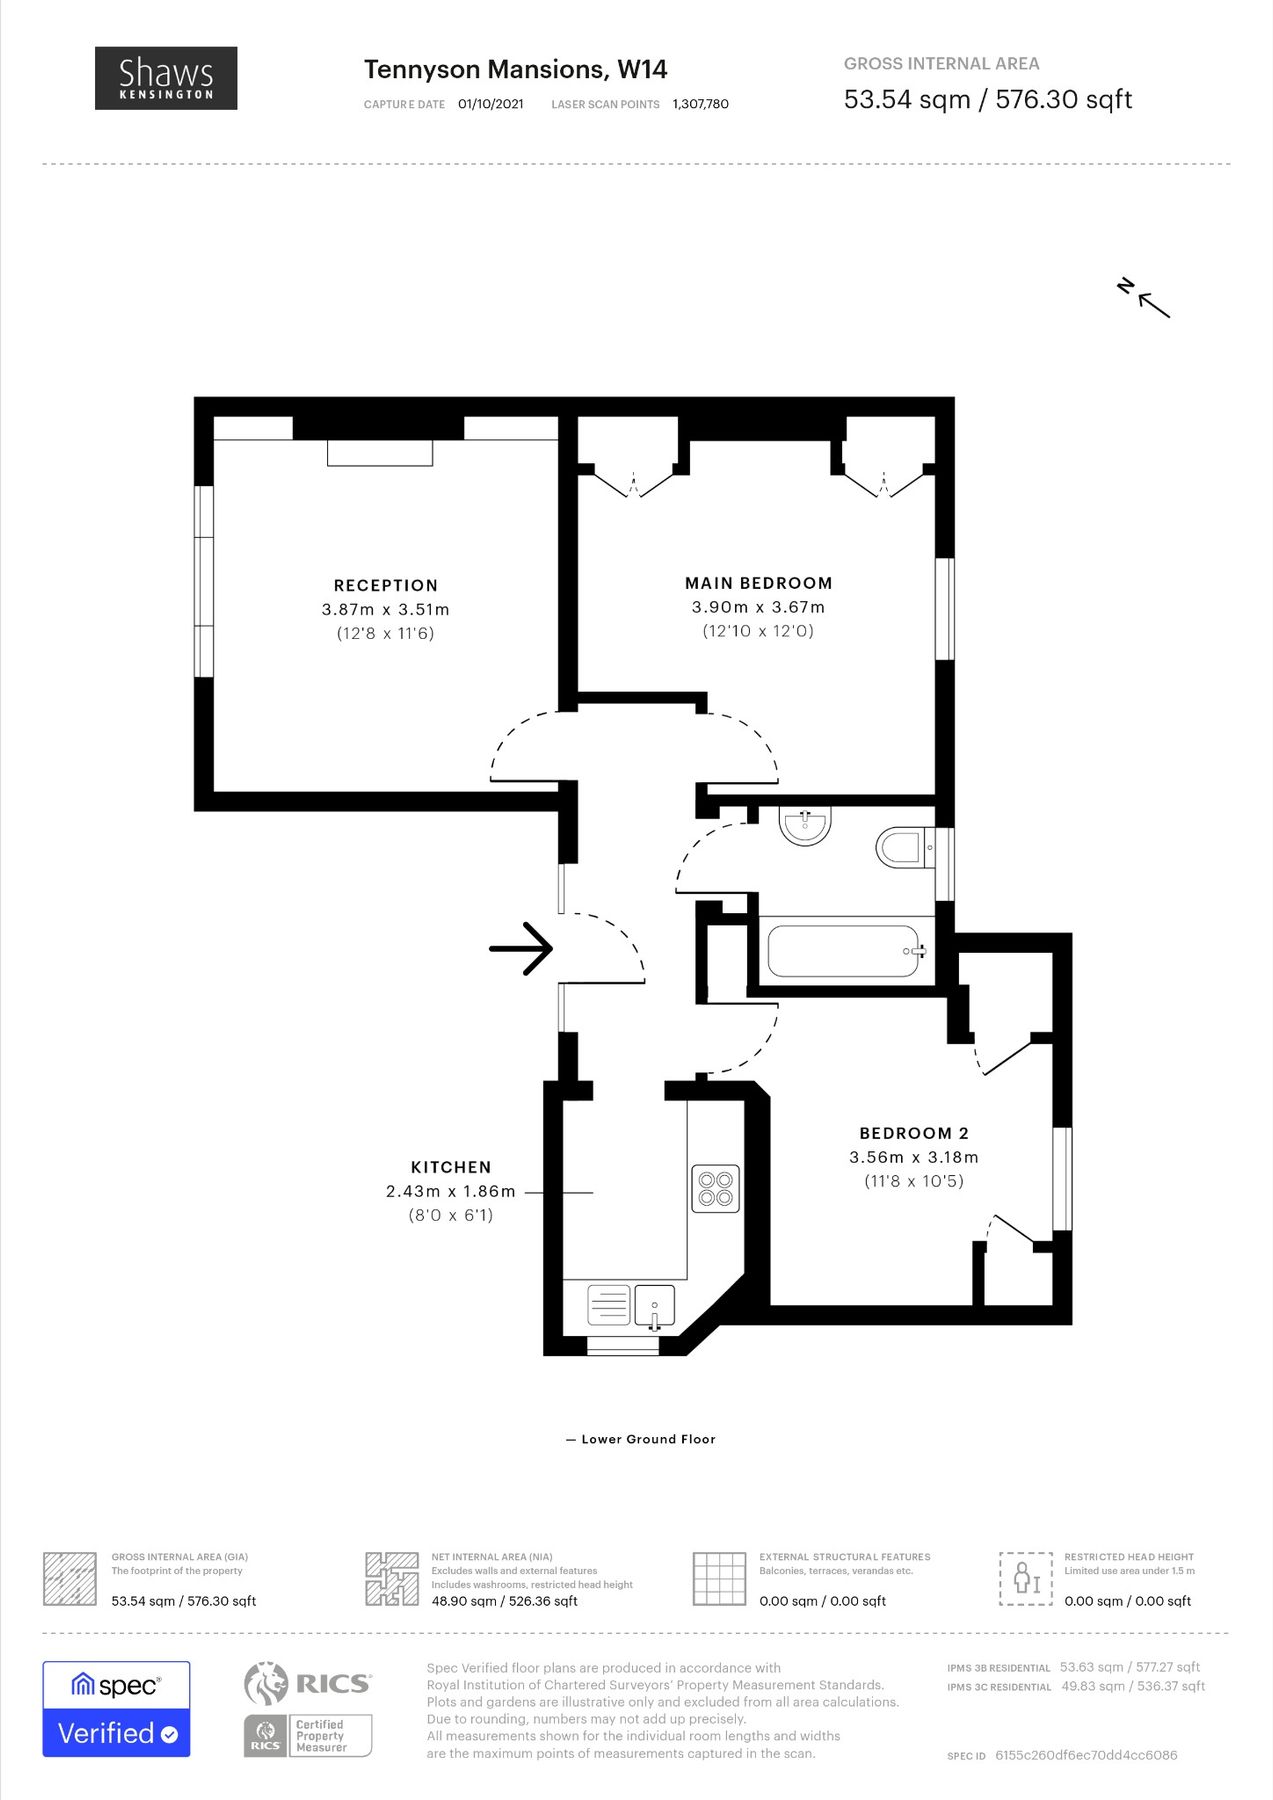 Shaws
KENSINGTON
Tennyson Mansions, W14
CAPTURE DATE 01/10/2021 LASER SCAN POINTS 1,307,780
GROSS INTERNAL AREA
53.54 sqm / 576.30 sqft
N
RECEPTION
3.87m x 3.51m
(12'8 x 11'6)
MAIN BEDROOM
3.90m x 3.67m
(12'10 x 12'0)
BEDROOM 2
3.56m x 3.18m
(11'8 x 10'5)
KITCHEN
2.43m x 1.86m
(8'0 x 6'1)
— Lower Ground Floor
GROSS INTERNAL AREA (GIA)
The footprint of the property
53.54 sqm / 576.30 sqft
NET INTERNAL AREA (NIA)
Excludes walls and external features
Includes washrooms, restricted head height
48.90 sqm / 526.36 sqft
EXTERNAL STRUCTURAL FEATURES
Balconies, terraces, verandas etc.
0.00 sqm / 0.00 sqft
RESTRICTED HEAD HEIGHT
Limited use area under 1.5 m
0.00 sqm / 0.00 sqft
spec
Verified
RICS
RICS
Certified
Property
Measurer
Spec Verified floor plans are produced in accordance with
Royal Institution of Chartered Surveyors' Property Measurement Standards.
Plots and gardens are illustrative only and excluded from all area calculations.
Due to rounding, numbers may not add up precisely.
All measurements shown for the individual room lengths and widths
are the maximum points of measurements captured in the scan.
IPMS 3B RESIDENTIAL 53.63 sqm / 577.27 sqft
IPMS 3C RESIDENTIAL 49.83 sqm / 536.37 sqft
SPEC ID 6155c260df6ec70dd4cc6086